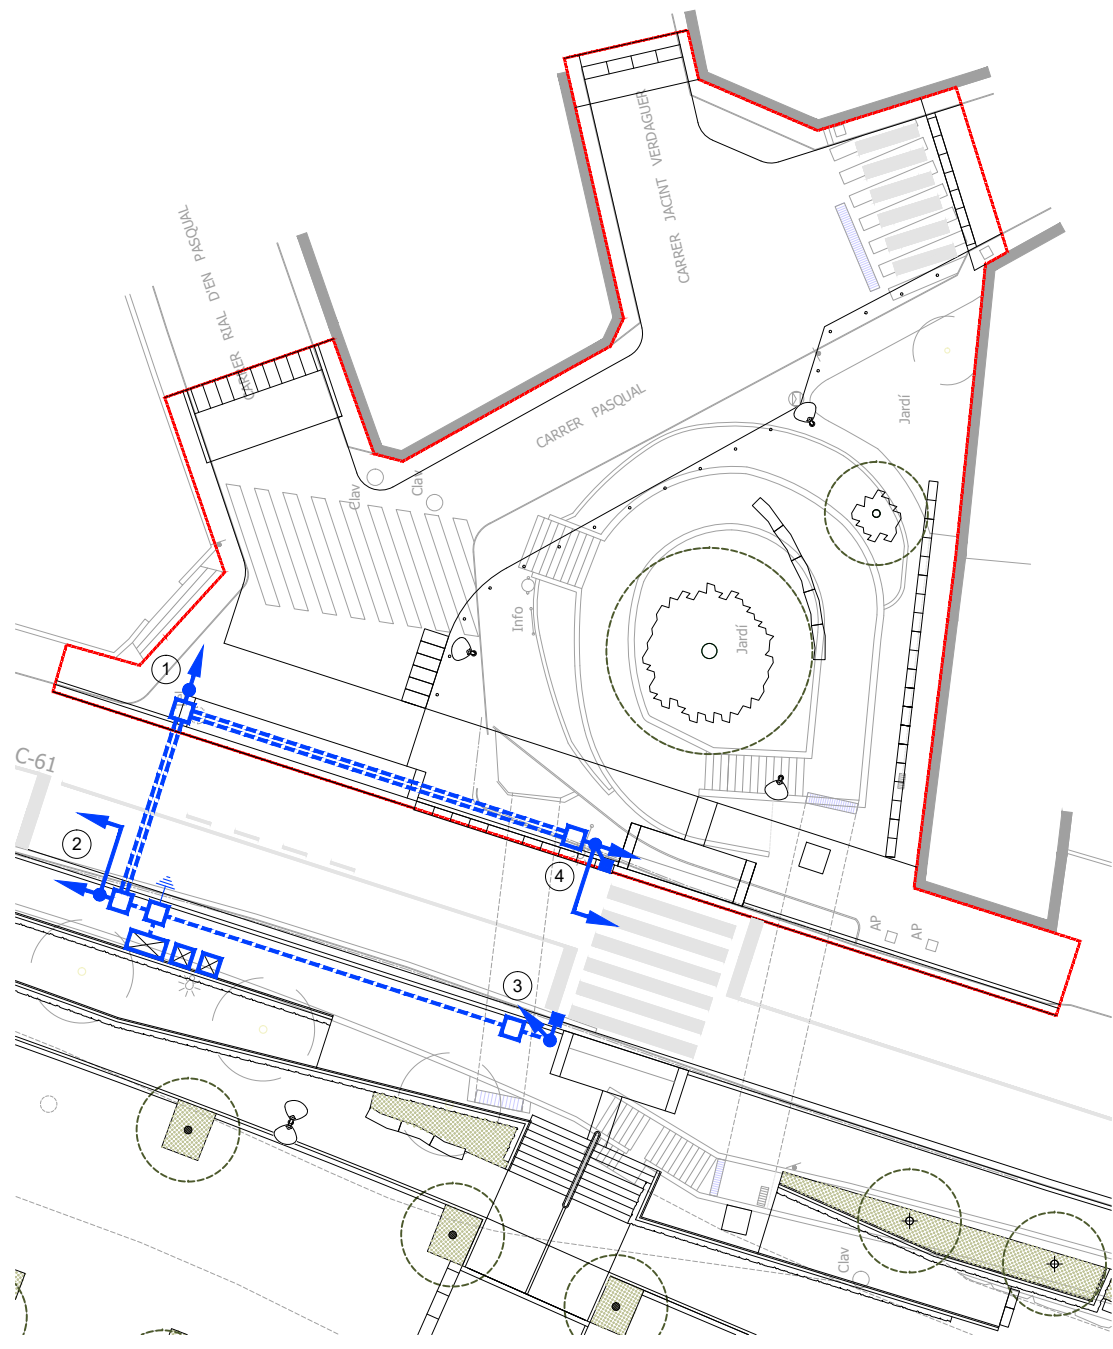 CARRER JACINT VERDAGUER
CARRER RIAL D'EN PASQUAL
CARRER PASQUAL
Jardí
Clav
Clav
Info
Jardí
1
C-61
2
4
AP
AP
3
Clav